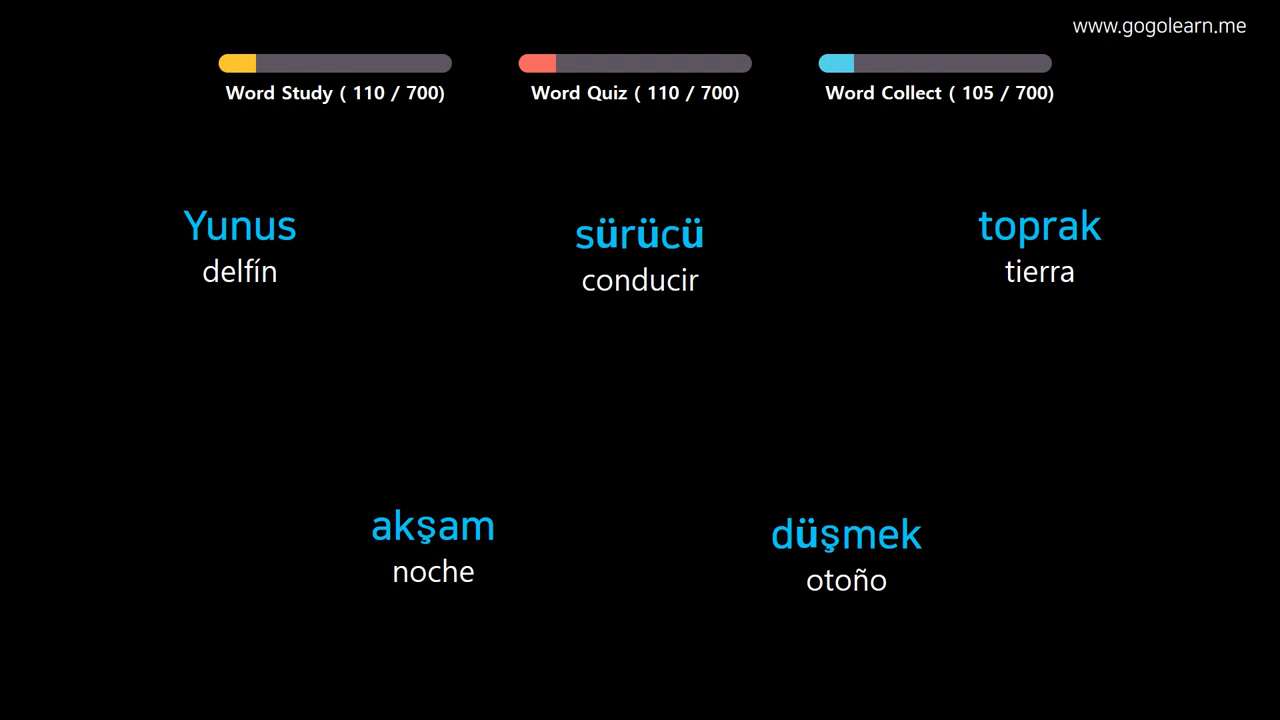 www.gogolearn.me
Word Study ( 110 / 700)
Word Quiz ( 110 / 700)
Word Collect ( 105 / 700)
Yunus
delfín
sürücü
conducir
toprak
tierra
akşam
noche
düşmek
otoño